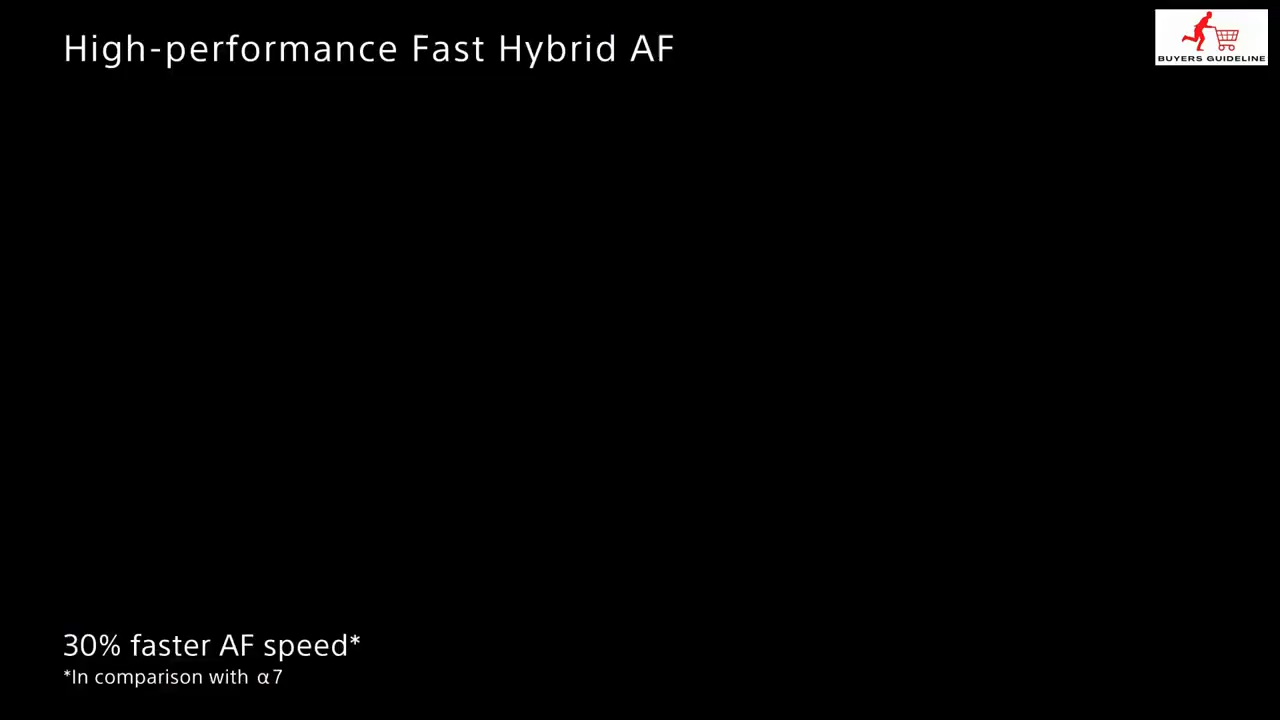 High-performance Fast Hybrid AF
BUYERS GUIDELINE
30% faster AF speed*
*In comparison with α7